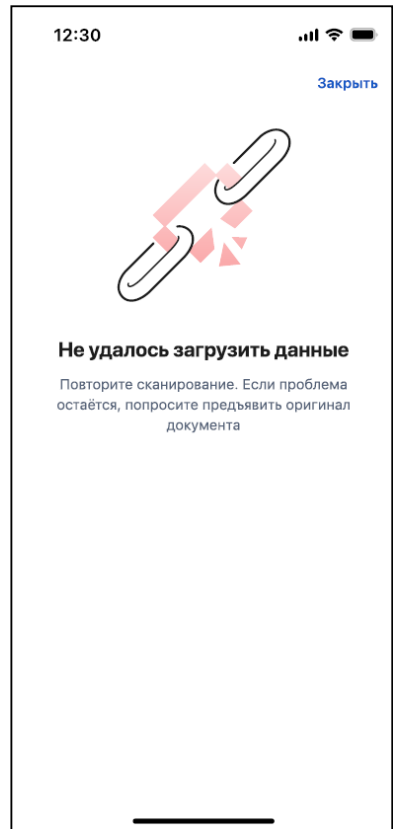 12:30
Закрыть
Не удалось загрузить данные
Повторите сканирование. Если проблема
остаётся, попросите предъявить оригинал
документа